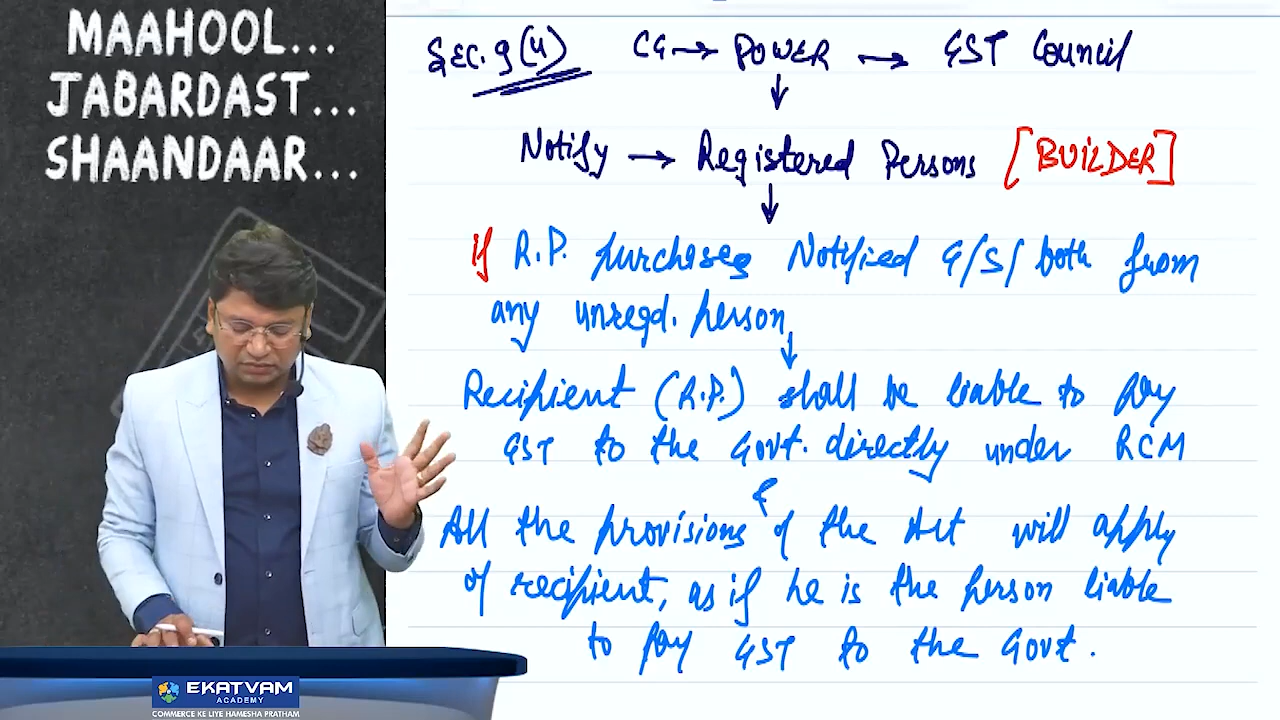 MAAHOOL...
JABARDAST...
SHAANDAAR...
SEC. 9(4) CG → POWER → GST Council
Notify → Registered Persons [BUILDER]
if R.P. purchases Notified G/S/ both from
any unregd. person
Recipient (R.P.) shall be liable to pay
GST to the Govt. directly under RCM
&
All the provisions of the Act will apply
of recipient, as if he is the person liable
to pay GST to the Govt.
EKATVAM
ACADEMY
COMMERCE KE LIYE HAMESHA PRATHAM